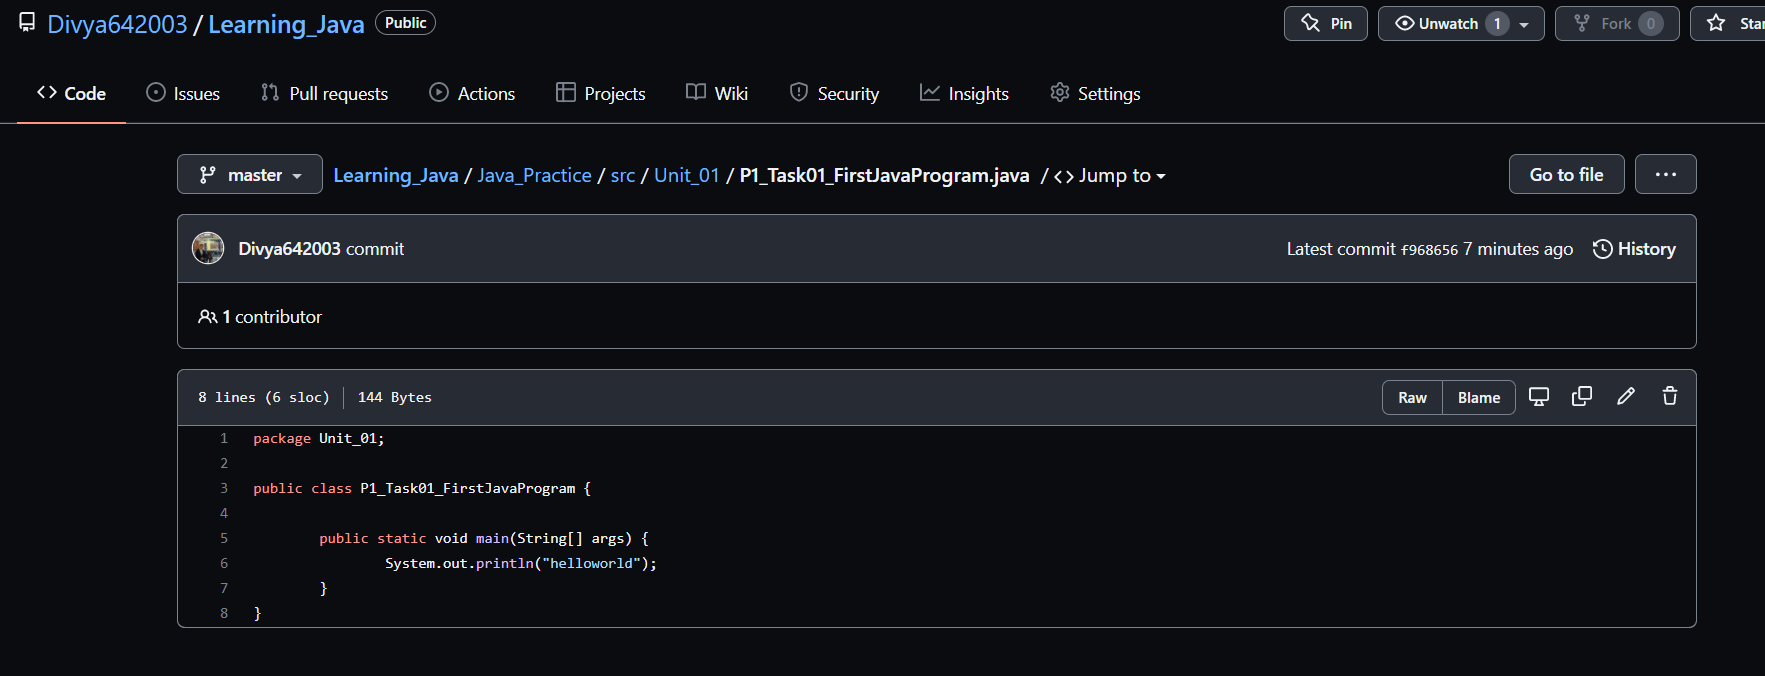 Divya642003 / Learning_Java Public Pin Unwatch 1 Fork 0 Star
Code Issues Pull requests Actions Projects Wiki Security Insights Settings
master Learning_Java / Java_Practice / src / Unit_01 / P1_Task01_FirstJavaProgram.java / <> Jump to Go to file ...
Divya642003 commit Latest commit f968656 7 minutes ago History
1 contributor
8 lines (6 sloc) 144 Bytes Raw Blame
1 package Unit_01;
2
3 public class P1_Task01_FirstJavaProgram {
4
5 public static void main(String[] args) {
6 System.out.println("helloworld");
7 }
8 }